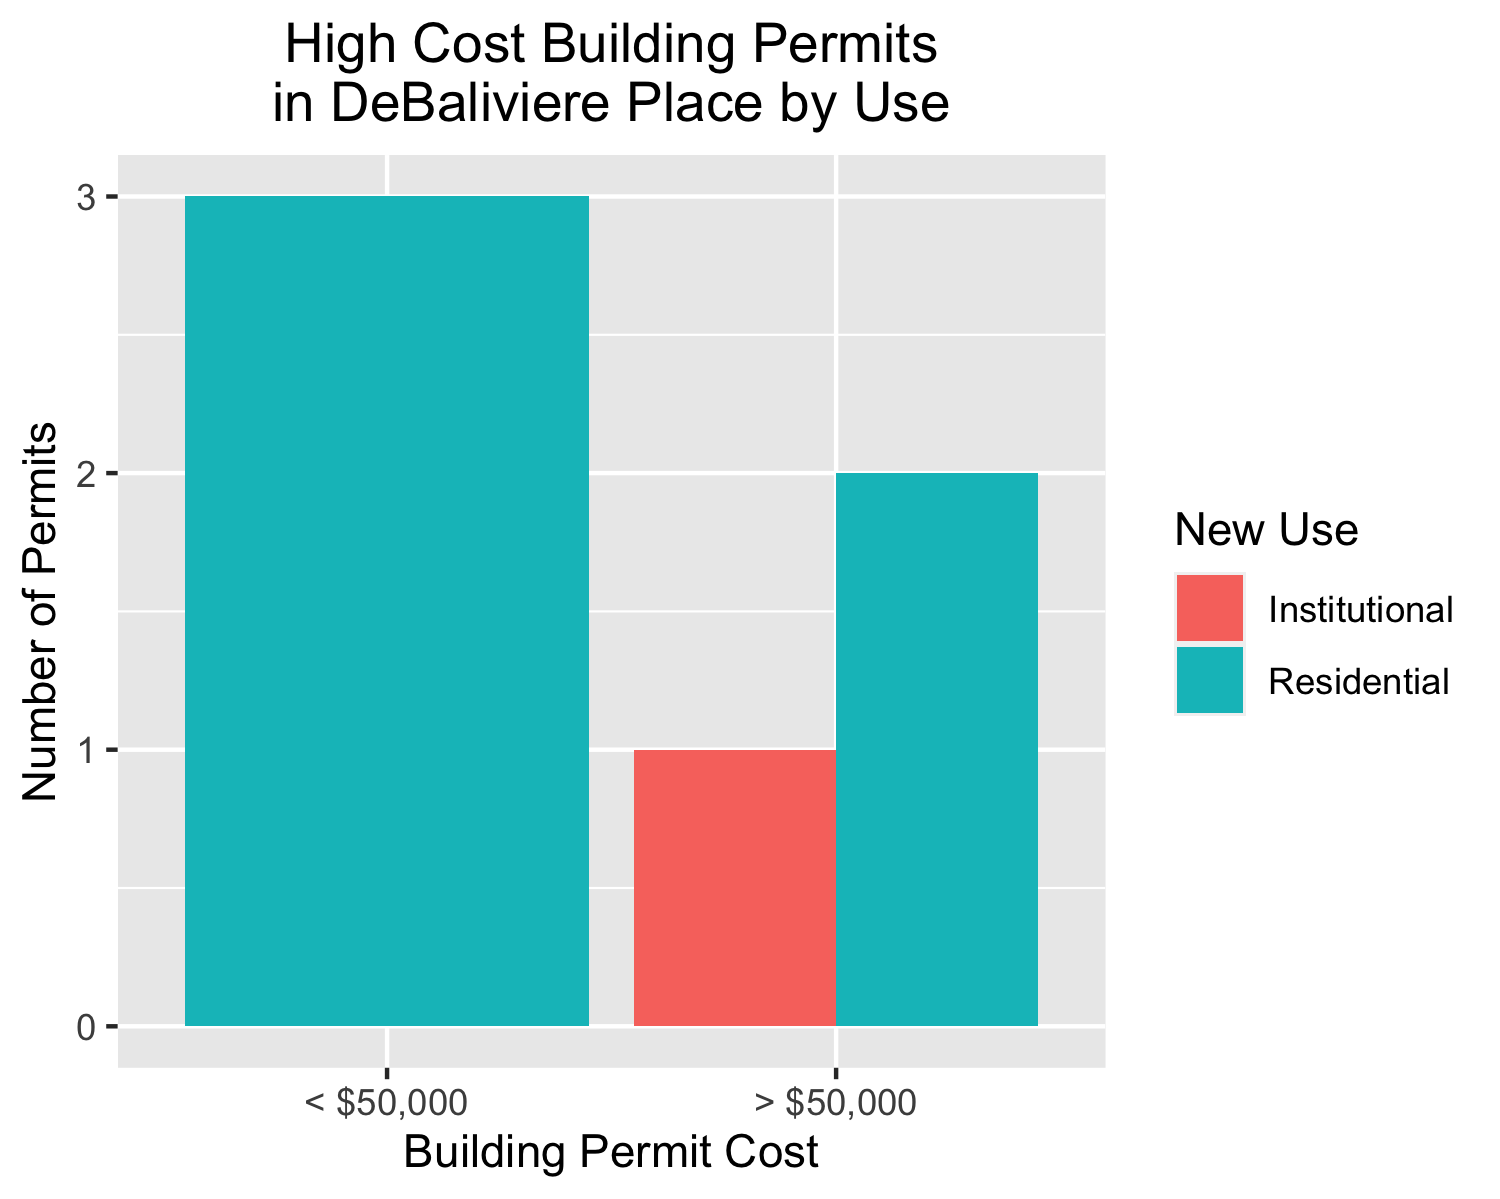 High Cost Building Permits
in DeBaliviere Place by Use
Number of Permits
3
2
1
0
< $50,000
> $50,000
Building Permit Cost
New Use
Institutional
Residential